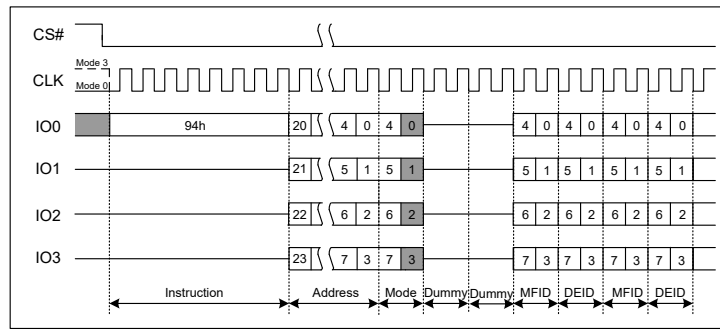 CS#
Mode 3
CLK
Mode 0
IO0 94h 20 4 0 4 0 4 0 4 0 4 0 4 0
IO1 21 5 1 5 1 5 1 5 1 5 1 5 1
IO2 22 6 2 6 2 6 2 6 2 6 2 6 2
IO3 23 7 3 7 3 7 3 7 3 7 3 7 3
Instruction Address Mode Dummy Dummy MFID DEID MFID DEID